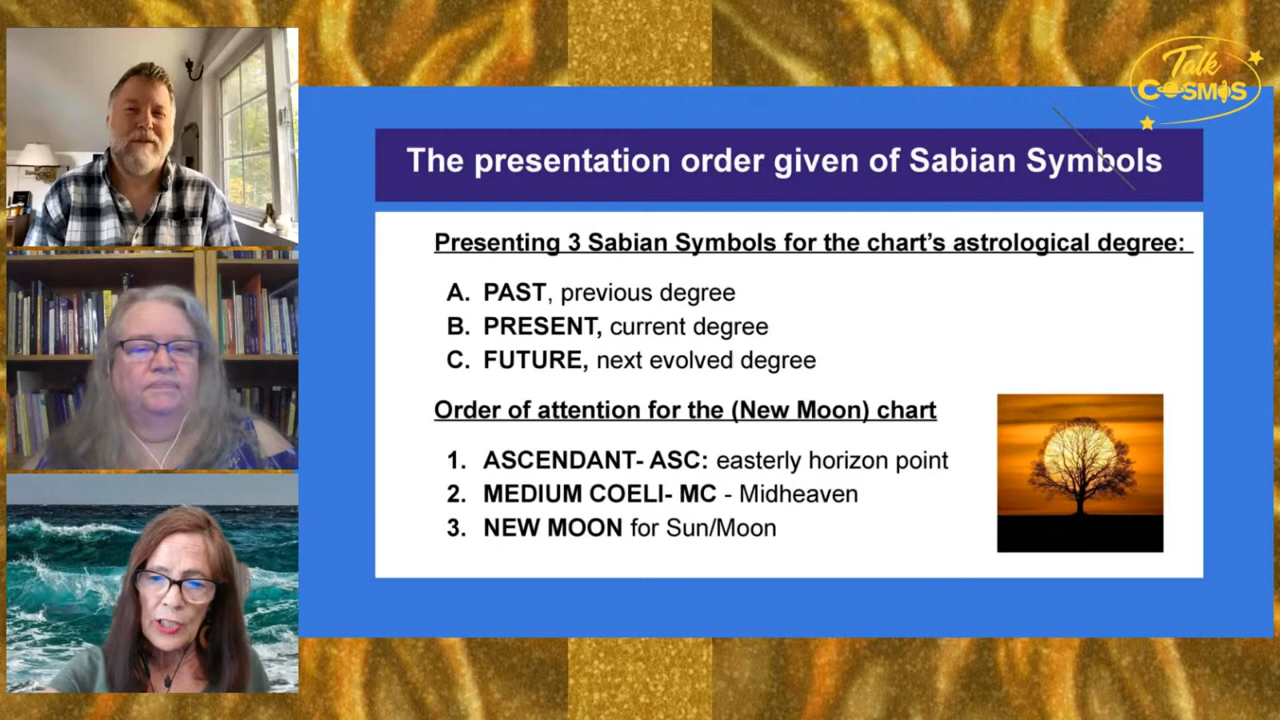 Talk
COSMOS
The presentation order given of Sabian Symbols
Presenting 3 Sabian Symbols for the chart's astrological degree:
A. PAST, previous degree
B. PRESENT, current degree
C. FUTURE, next evolved degree
Order of attention for the (New Moon) chart
1. ASCENDANT- ASC: easterly horizon point
2. MEDIUM COELI- MC - Midheaven
3. NEW MOON for Sun/Moon